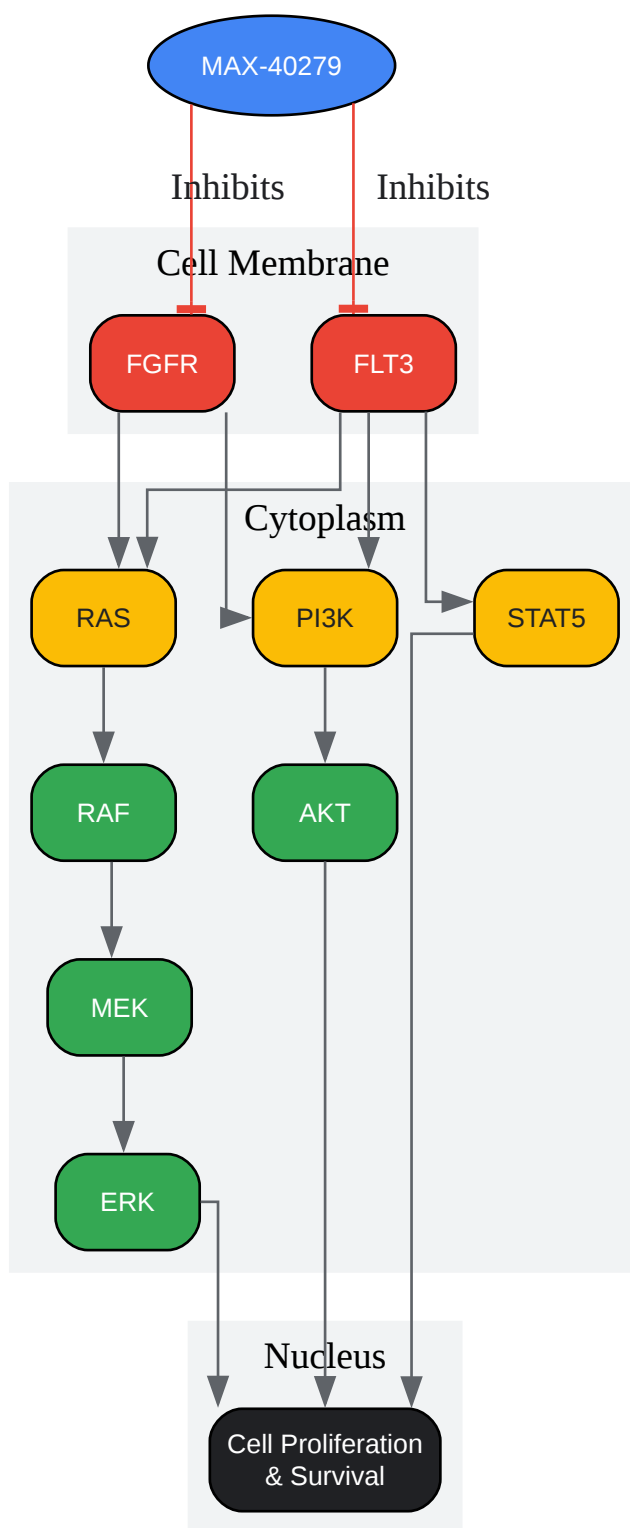 MAX-40279
Inhibits
Inhibits
Cell Membrane
FGFR
FLT3
Cytoplasm
RAS
PI3K
STAT5
RAF
AKT
MEK
ERK
Nucleus
Cell Proliferation
& Survival